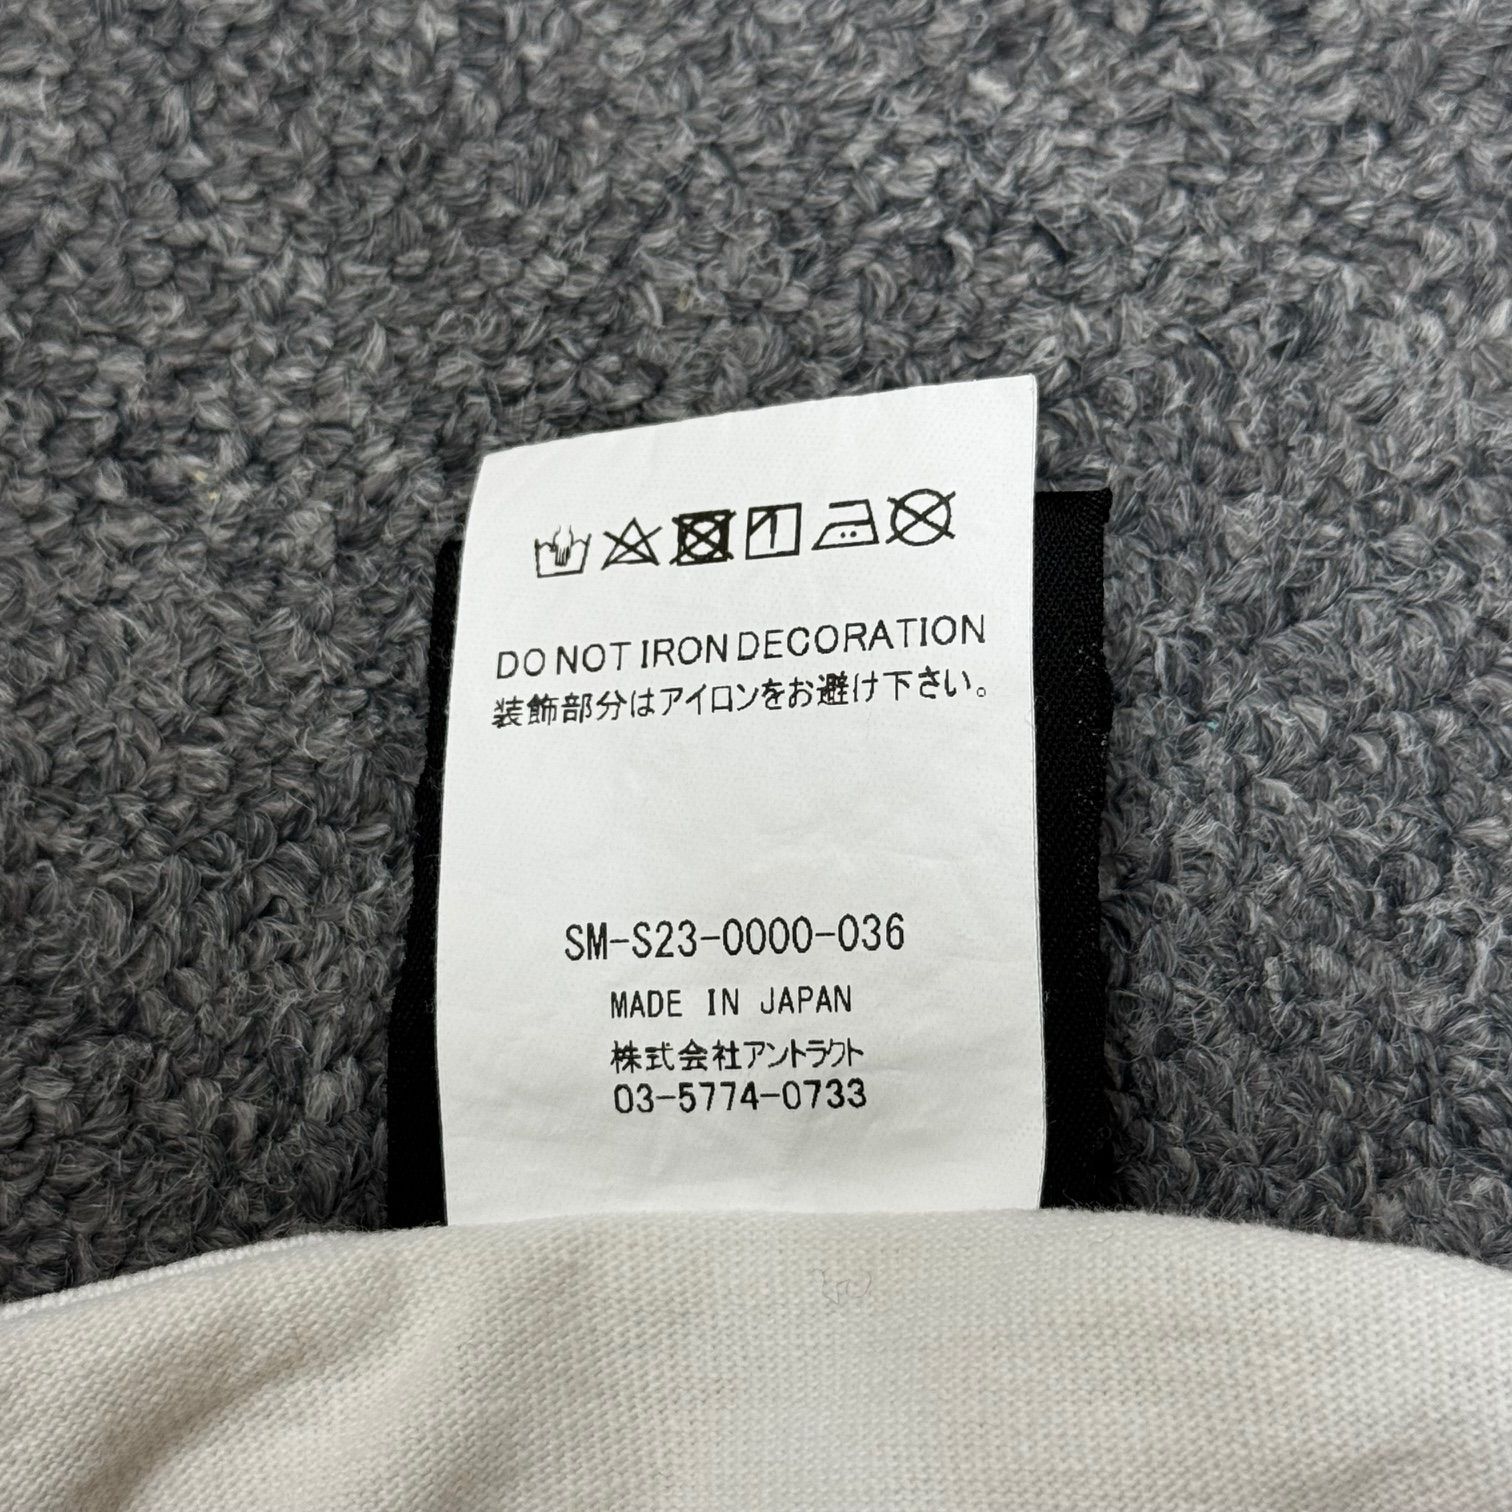 DO NOT IRON DECORATION
装飾部分はアイロンをお避け下さい。
SM-S23-0000-036
MADE IN JAPAN
株式会社アントラクト
03-5774-0733